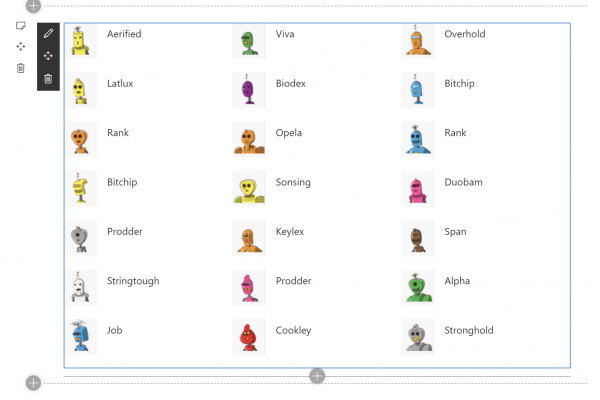 Aerified Viva Overhold
Latlux Biodex Bitchip
Rank Opela Rank
Bitchip Sonsing Duobam
Prodder Keylex Span
Stringtough Prodder Alpha
Job Cookley Stronghold